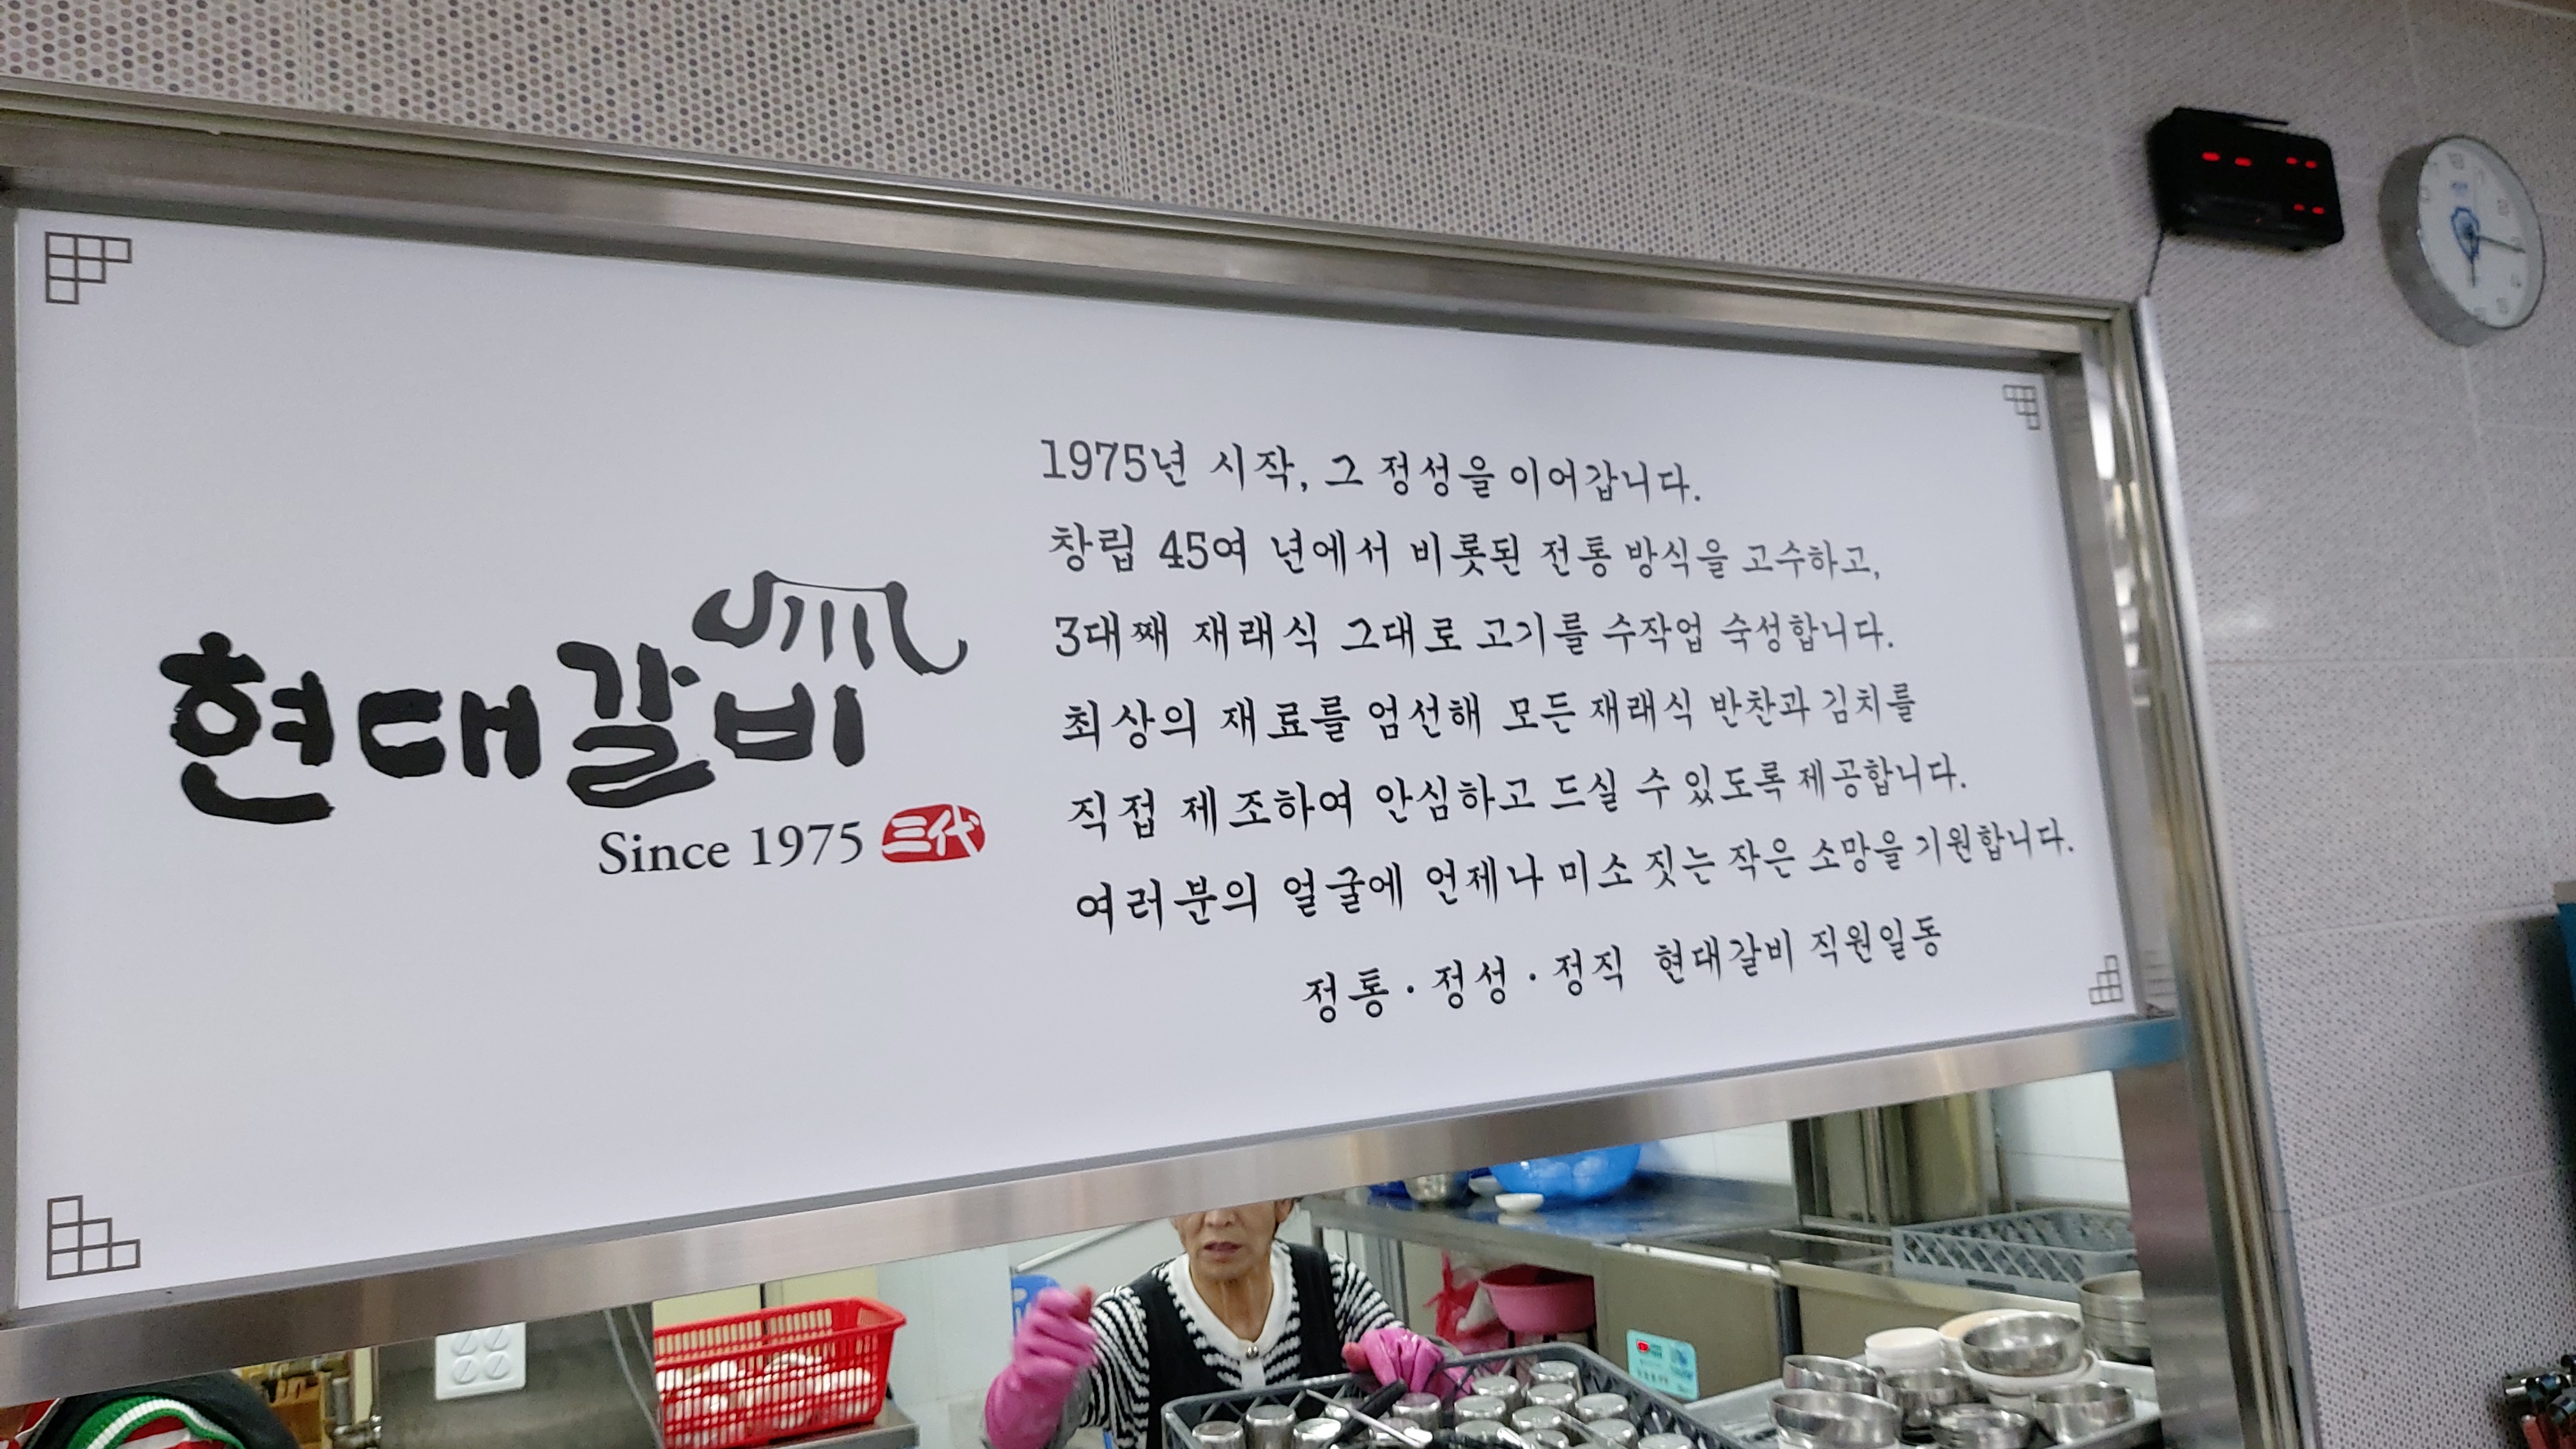 현대갈비
Since 1975 三代
1975년 시작, 그 정성을 이어갑니다.
창립 45여 년에서 비롯된 전통 방식을 고수하고,
3대째 재래식 그대로 고기를 수작업 숙성합니다.
최상의 재료를 엄선해 모든 재래식 반찬과 김치를
직접 제조하여 안심하고 드실 수 있도록 제공합니다.
여러분의 얼굴에 언제나 미소 짓는 작은 소망을 기원합니다.
정통·정성·정직 현대갈비 직원일동